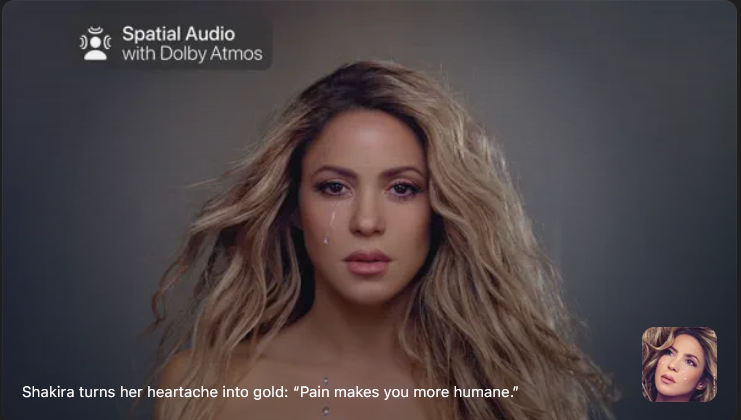 Spatial Audio
with Dolby Atmos
Shakira turns her heartache into gold: “Pain makes you more humane.”